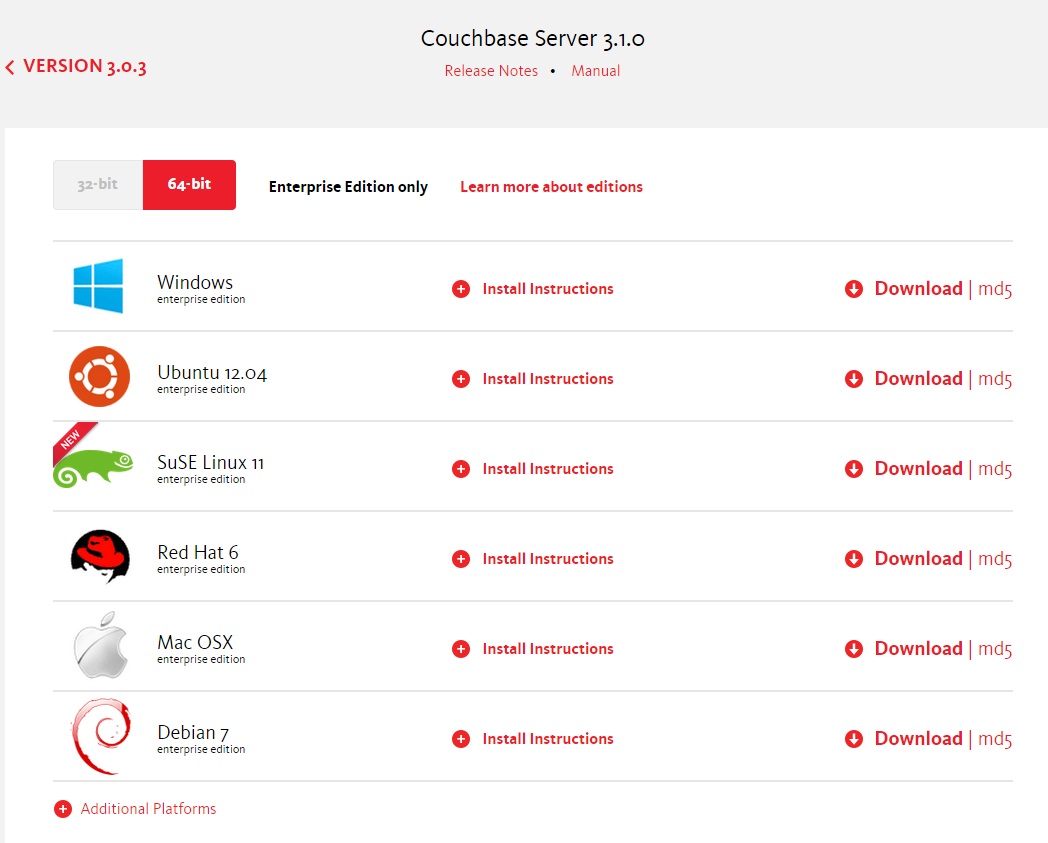 Couchbase Server 3.1.0
VERSION 3.0.3
Release Notes • Manual
32-bit 64-bit Enterprise Edition only Learn more about editions
Windows
enterprise edition
Install Instructions
Download | md5
Ubuntu 12.04
enterprise edition
Install Instructions
Download | md5
NEW
SuSE Linux 11
enterprise edition
Install Instructions
Download | md5
Red Hat 6
enterprise edition
Install Instructions
Download | md5
Mac OSX
enterprise edition
Install Instructions
Download | md5
Debian 7
enterprise edition
Install Instructions
Download | md5
Additional Platforms